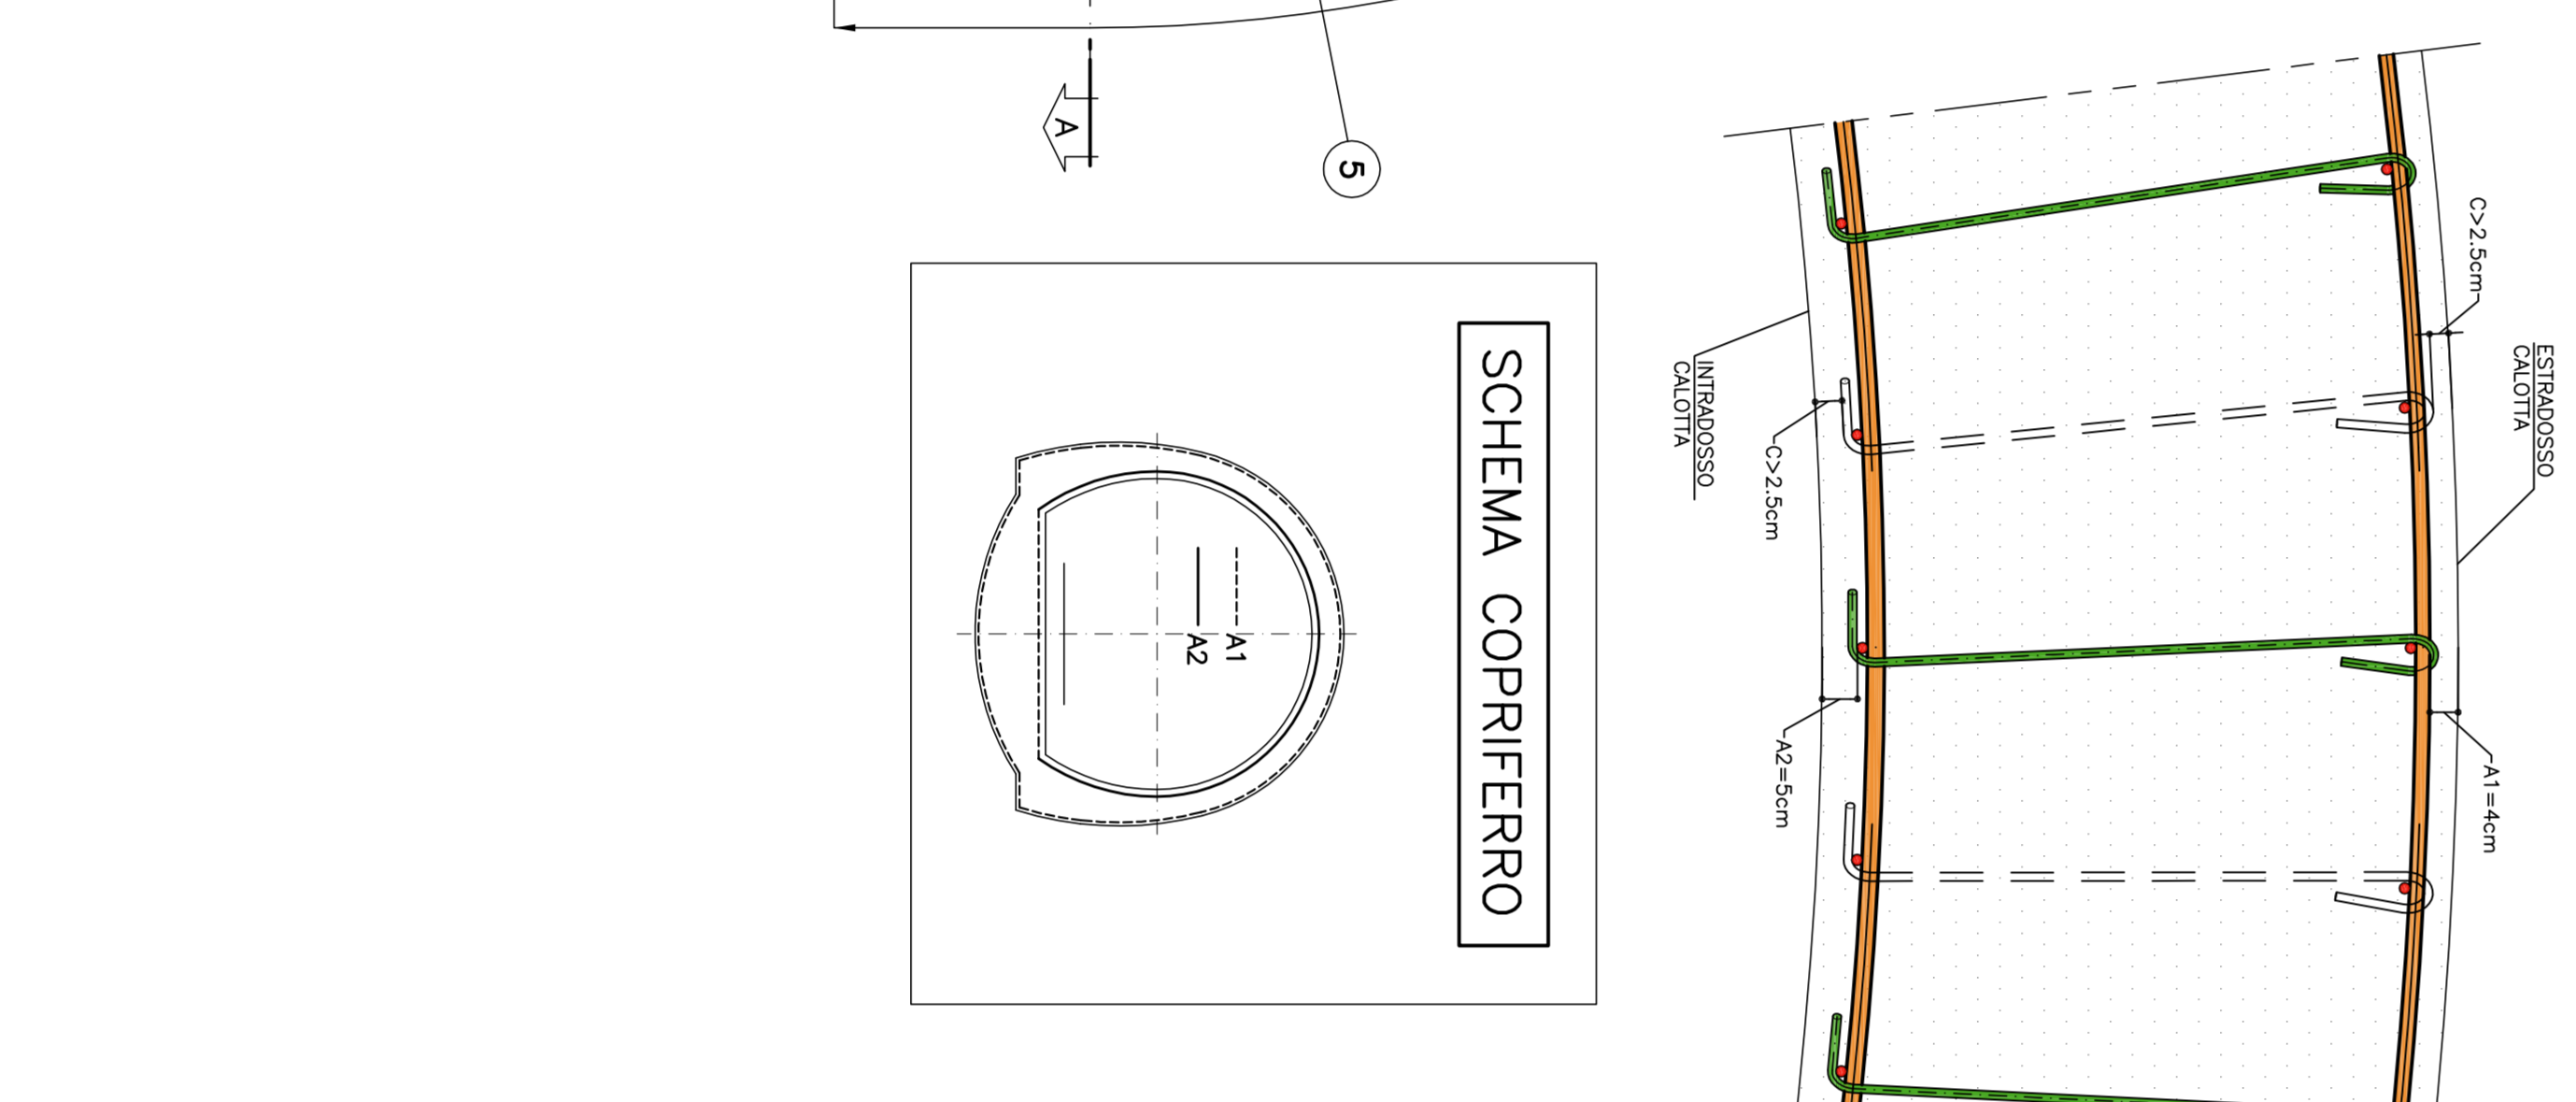 ESTRADOSSO
CALOTTA
C>2.5cm
A1=4cm
INTRADOSSO
CALOTTA
C>2.5cm
A2=5cm
SCHEMA COPRIFERRO
A1
A2
5
A